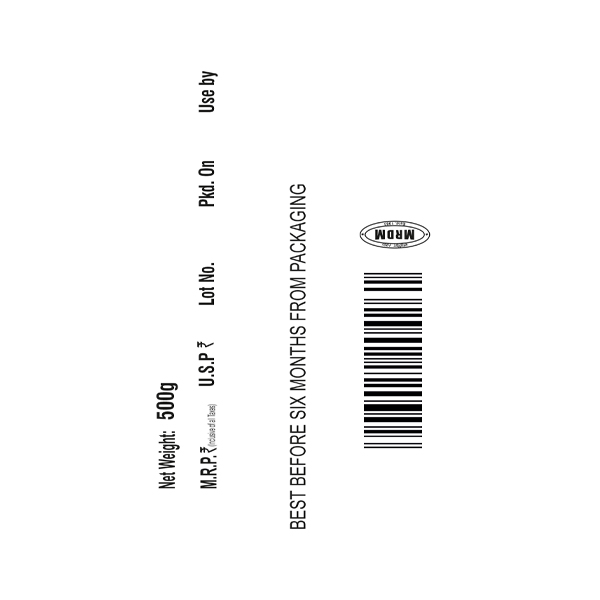 Net Weight: 500g
M.R.P.₹ (Inclusive of all Taxes) U.S.P ₹ Lot No. Pkd. On Use by
BEST BEFORE SIX MONTHS FROM PACKAGING
MRDM